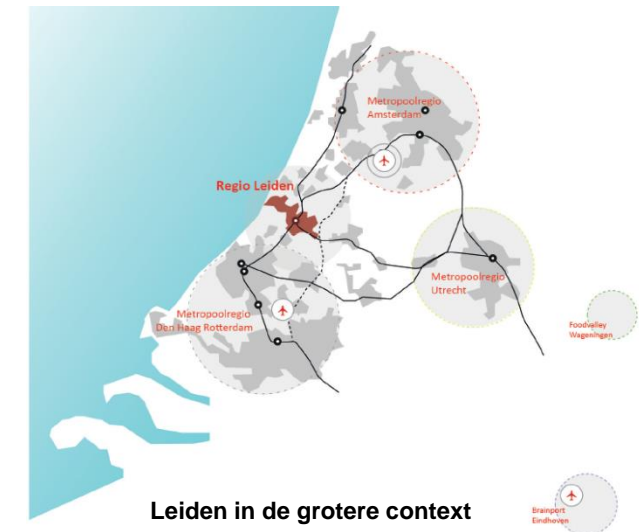 Metropoolregio
Amsterdam
Regio Leiden
Metropoolregio
Utrecht
Metropoolregio
Den Haag Rotterdam
Foodvalley
Wageningen
Brainport
Eindhoven
Leiden in de grotere context